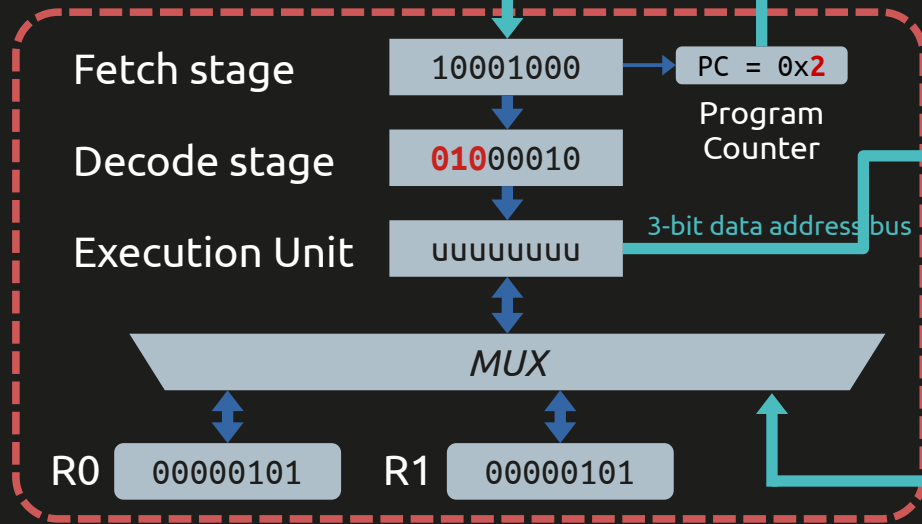 Fetch stage
10001000
PC = 0x2
Program
Counter
Decode stage
01000010
3-bit data address bus
Execution Unit
uuuuuuuu
MUX
R0
00000101
R1
00000101